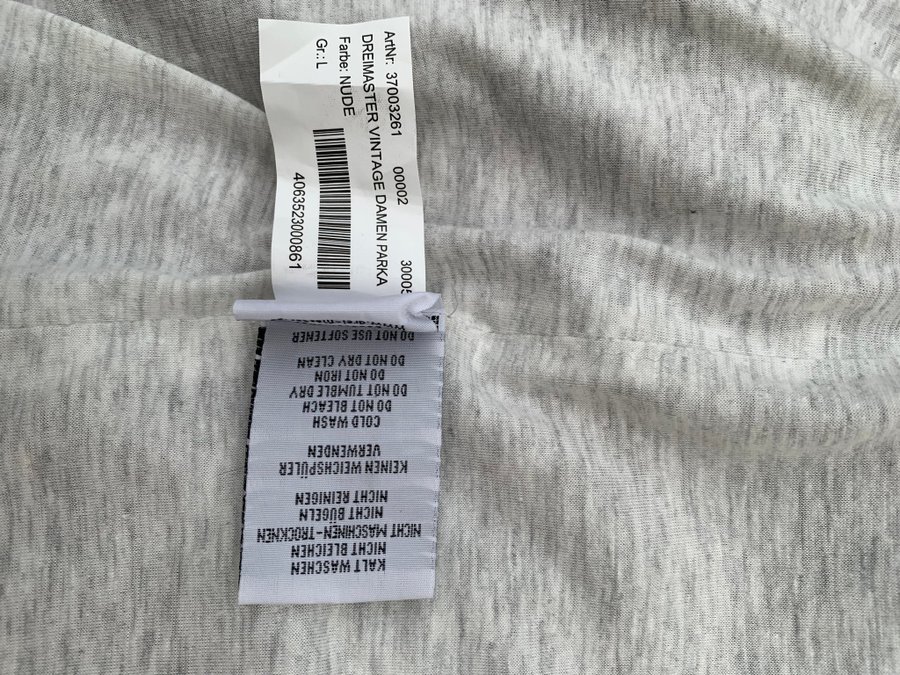 ArtNr: 37003261 00002 30005
DREIMASTER VINTAGE DAMEN PARKA
Farbe: NUDE
Gr.: L
4063523000861
KALT WASCHEN
NICHT BLEICHEN
NICHT MASCHINEN-TROCKNEN
NICHT BÜGELN
NICHT REINIGEN
KEINEN WEICHSPÜLER
VERWENDEN
COLD WASH
DO NOT BLEACH
DO NOT TUMBLE DRY
DO NOT IRON
DO NOT DRY CLEAN
DO NOT USE SOFTENER